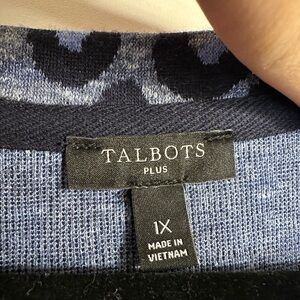 TALBOTS
PLUS
1X
MADE IN
VIETNAM